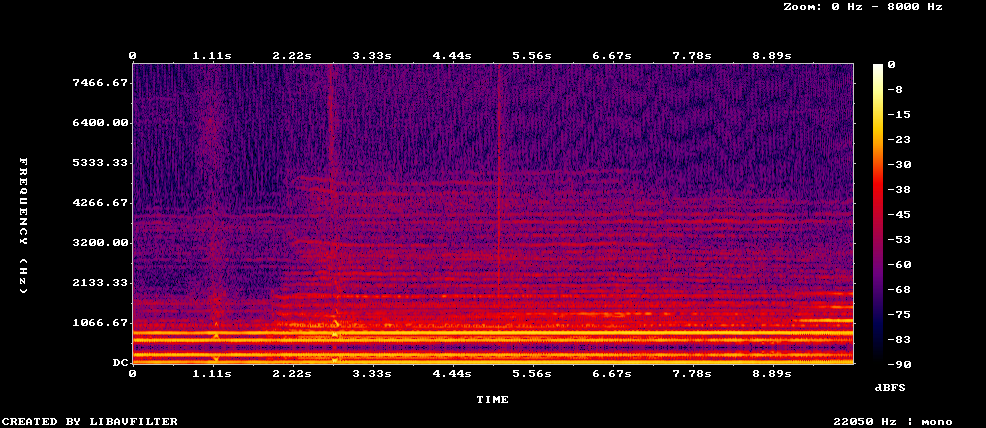 Zoom: 0 Hz - 8000 Hz
0 1.11s 2.22s 3.33s 4.44s 5.56s 6.67s 7.78s 8.89s
0
7466.67
-8
-15
6400.00
-23
5333.33
-30
-38
4266.67
-45
FREQUENCY (Hz)
3200.00
-53
-60
2133.33
-68
1066.67
-75
-83
DC
-90
0 1.11s 2.22s 3.33s 4.44s 5.56s 6.67s 7.78s 8.89s
dBFS
TIME
CREATED BY LIBAVFILTER
22050 Hz | mono